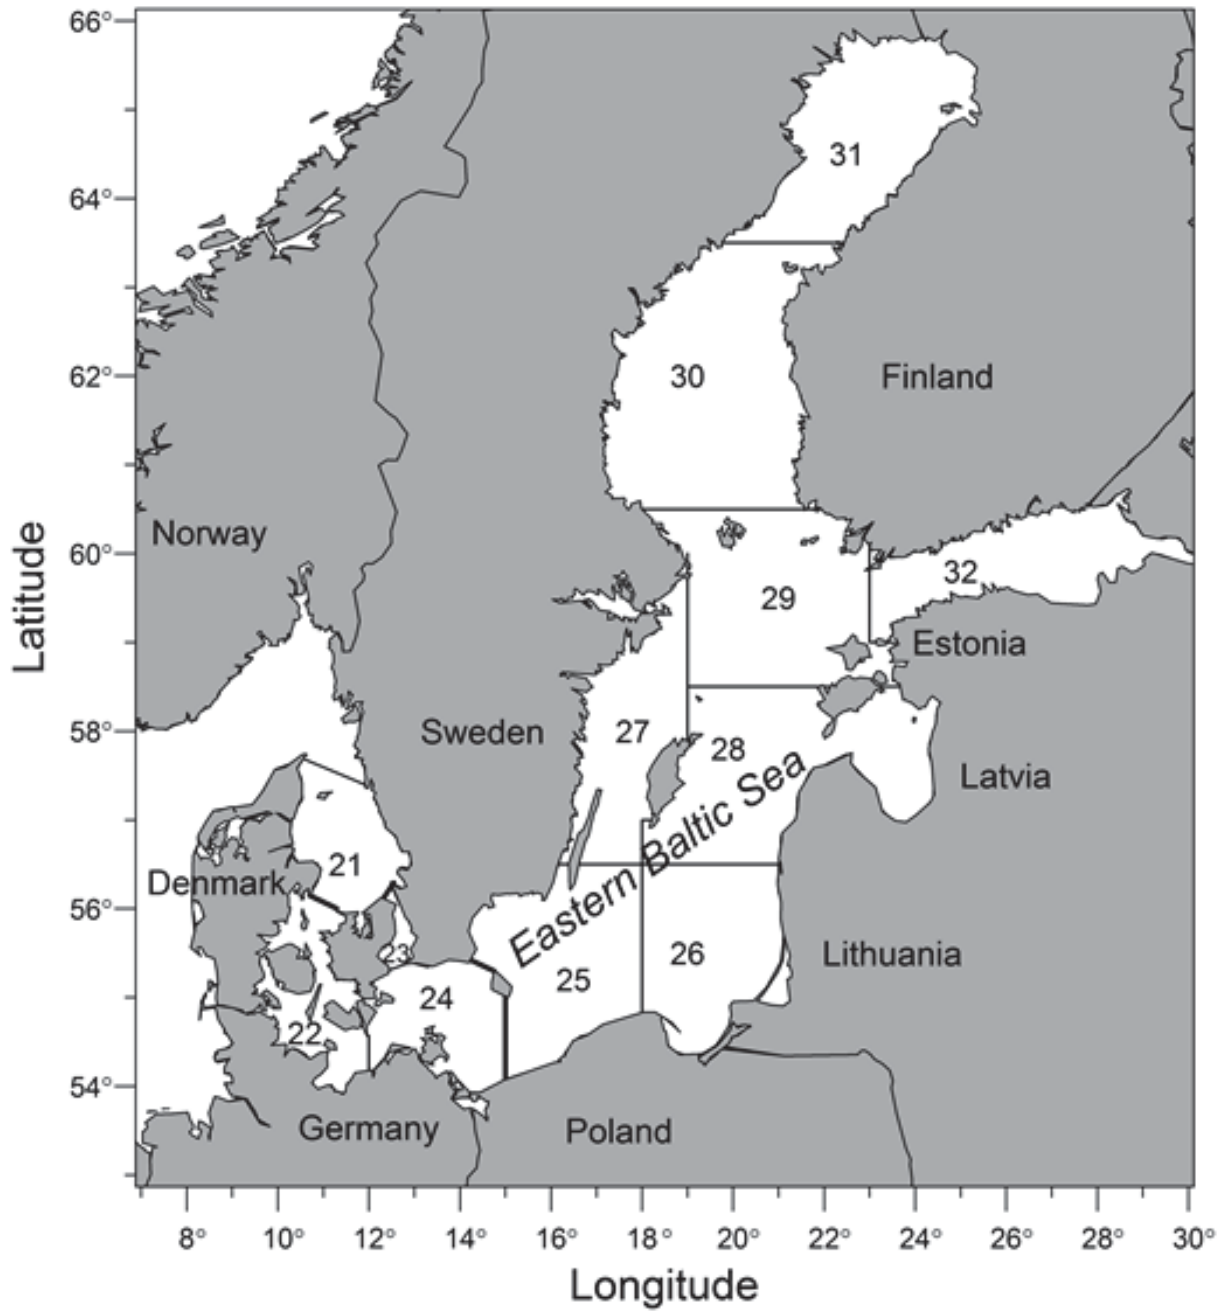 66°
31
64°
62°
30
Finland
Norway
60°
32
29
Estonia
Latitude
58°
Sweden
27
28
Latvia
Eastern Baltic Sea
21
Denmark
56°
23
26
Lithuania
25
24
22
54°
Germany
Poland
8° 10° 12° 14° 16° 18° 20° 22° 24° 26° 28° 30°
Longitude